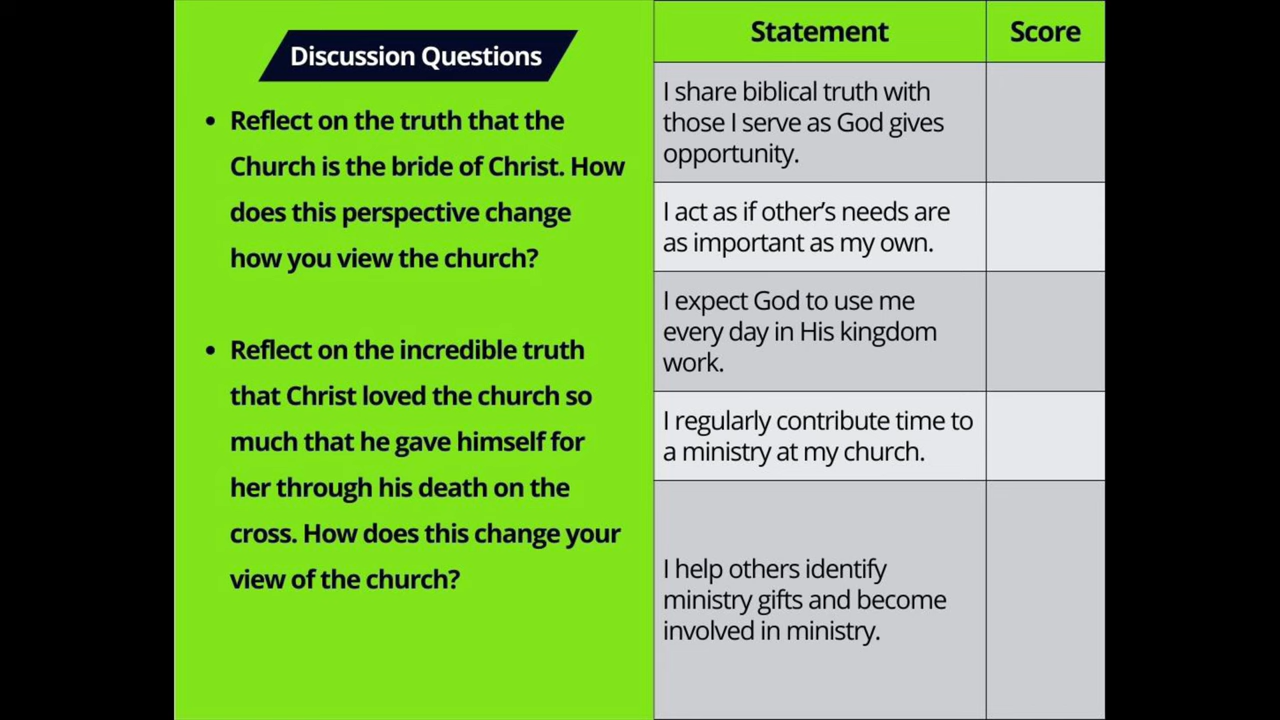 Discussion Questions
• Reflect on the truth that the
Church is the bride of Christ. How
does this perspective change
how you view the church?
• Reflect on the incredible truth
that Christ loved the church so
much that he gave himself for
her through his death on the
cross. How does this change your
view of the church?
Statement
Score
I share biblical truth with
those I serve as God gives
opportunity.
I act as if other’s needs are
as important as my own.
I expect God to use me
every day in His kingdom
work.
I regularly contribute time to
a ministry at my church.
I help others identify
ministry gifts and become
involved in ministry.